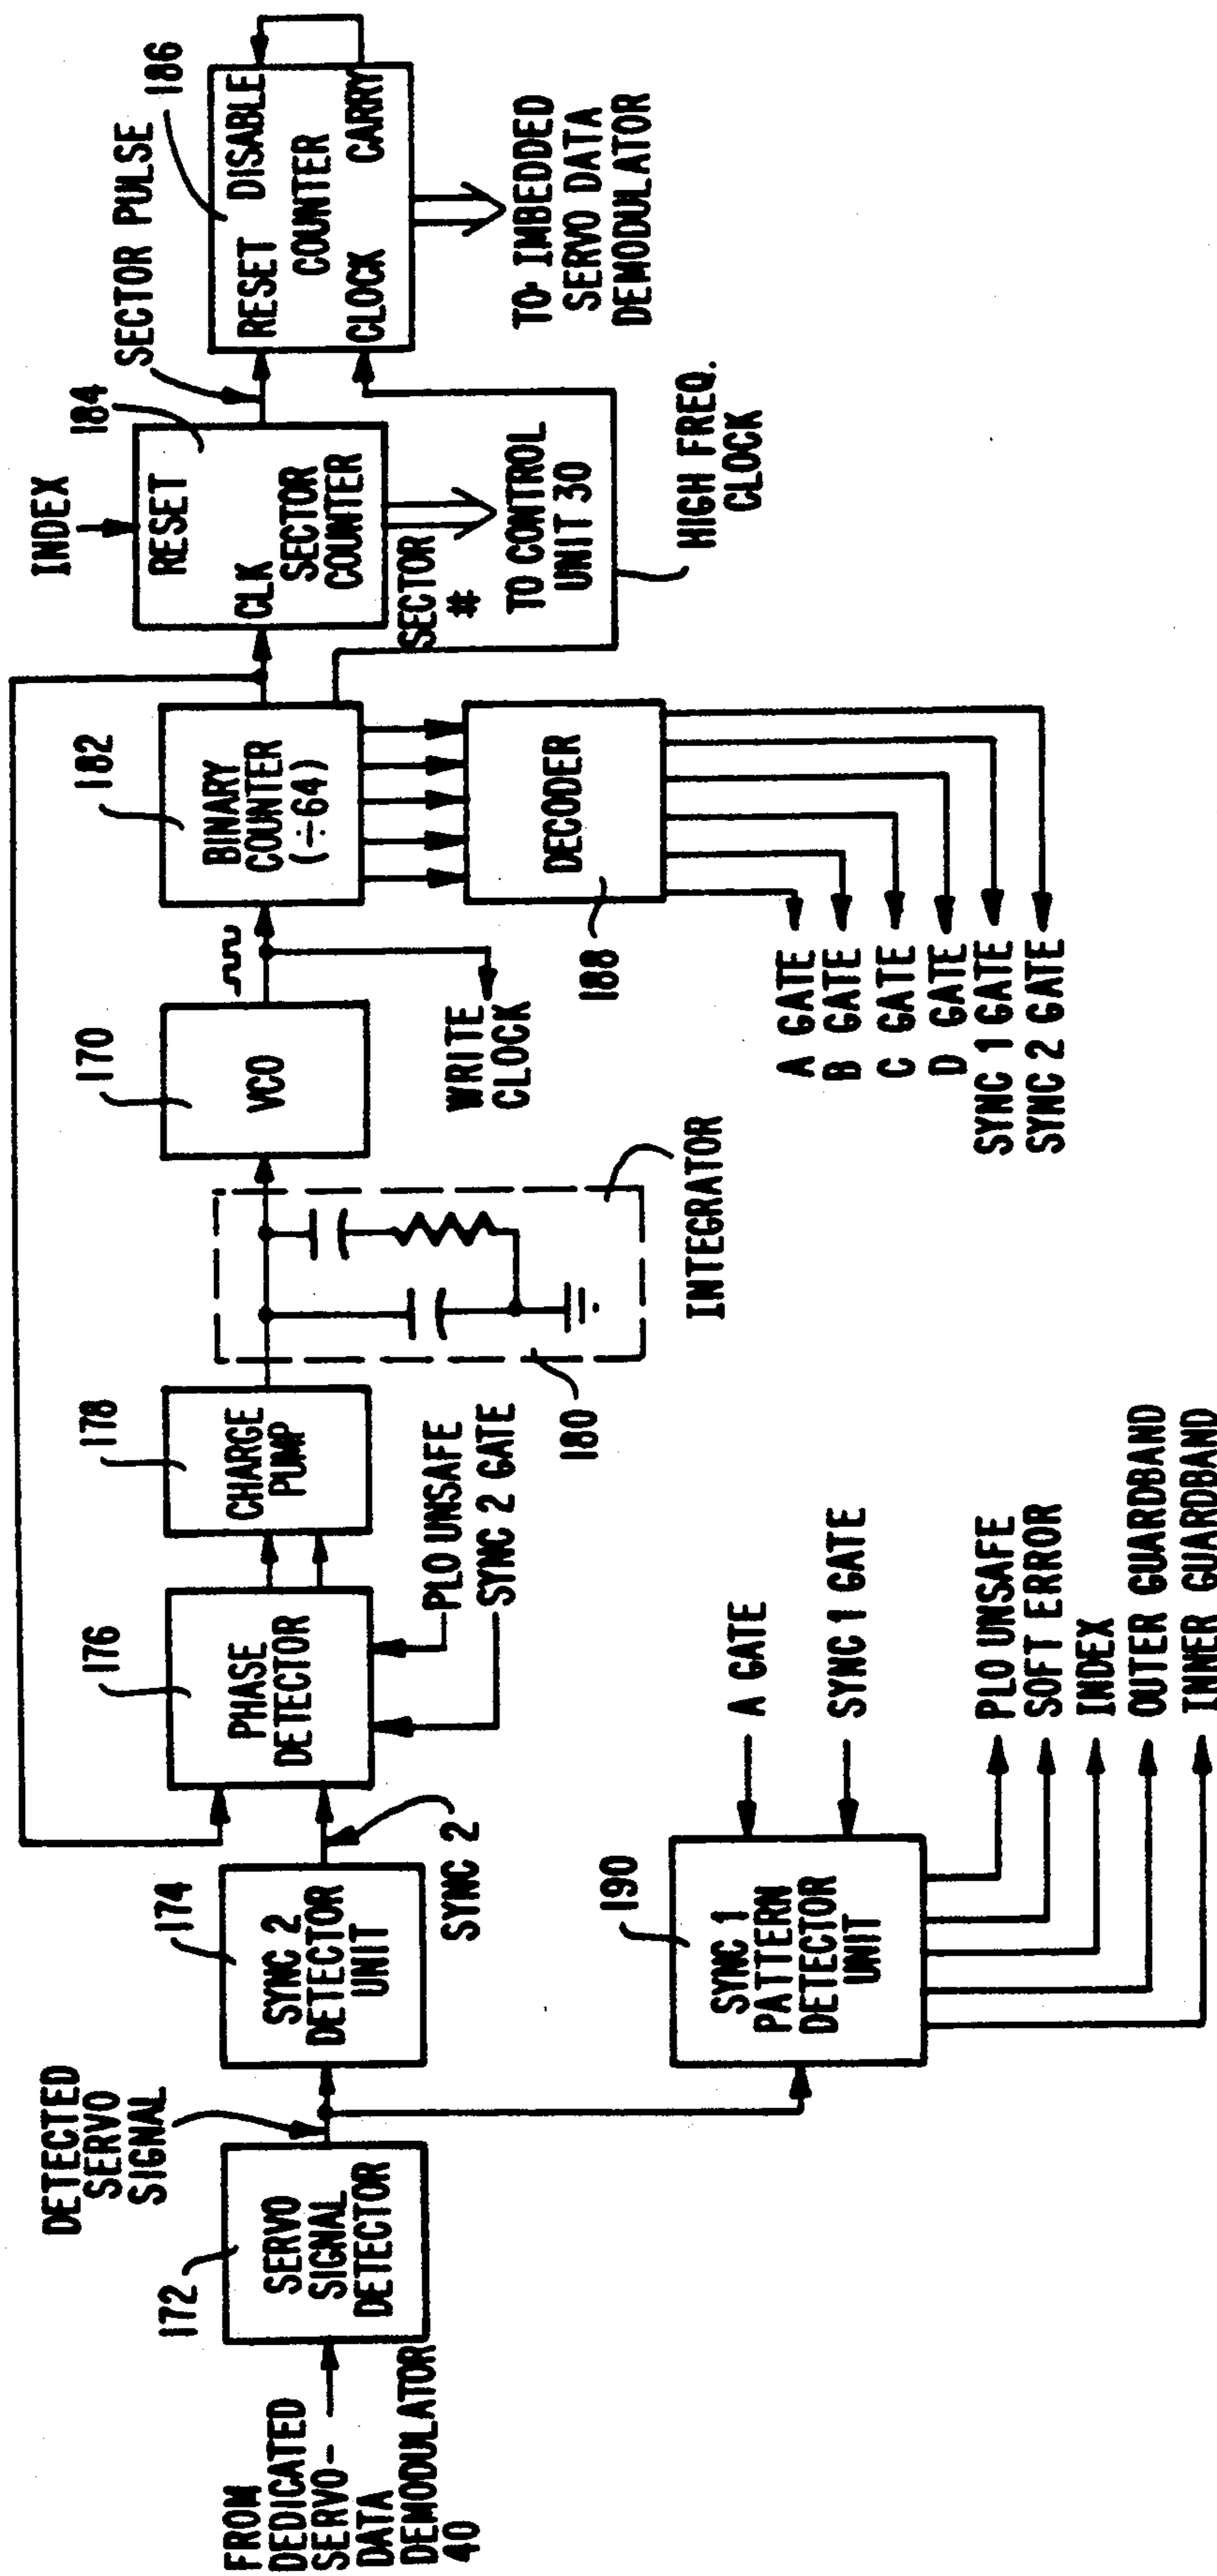 FROM
DEDICATED
SERVO-
DATA
DEMODULATOR
40
172
SERVO
SIGNAL
DETECTOR
DETECTED
SERVO
SIGNAL
174
SYNC 2
DETECTOR
UNIT
SYNC 2
176
PHASE
DETECTOR
PLO UNSAFE
SYNC 2 GATE
178
CHARGE
PUMP
180
INTEGRATOR
170
VCO
WRITE
CLOCK
182
BINARY
COUNTER
(÷64)
188
DECODER
A GATE
B GATE
C GATE
D GATE
SYNC 1 GATE
SYNC 2 GATE
INDEX
184
RESET
CLK
SECTOR
COUNTER
SECTOR
#
TO CONTROL
UNIT 30
HIGH FREQ.
CLOCK
SECTOR PULSE
186
RESET DISABLE
COUNTER
CLOCK CARRY
TO IMBEDDED
SERVO DATA
DEMODULATOR
190
SYNC 1
PATTERN
DETECTOR
UNIT
A GATE
SYNC 1 GATE
PLO UNSAFE
SOFT ERROR
INDEX
OUTER GUARDBAND
INNER GUARDBAND